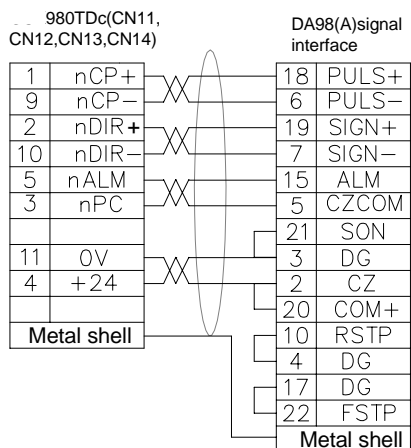 980TDc(CN11,
CN12,CN13,CN14)
DA98(A)signal
interface
1 nCP+ 18 PULS+
9 nCP− 6 PULS−
2 nDIR+ 19 SIGN+
10 nDIR− 7 SIGN−
5 nALM 15 ALM
3 nPC 5 CZCOM
21 SON
11 0V 3 DG
4 +24 2 CZ
20 COM+
Metal shell 10 RSTP
4 DG
17 DG
22 FSTP
Metal shell